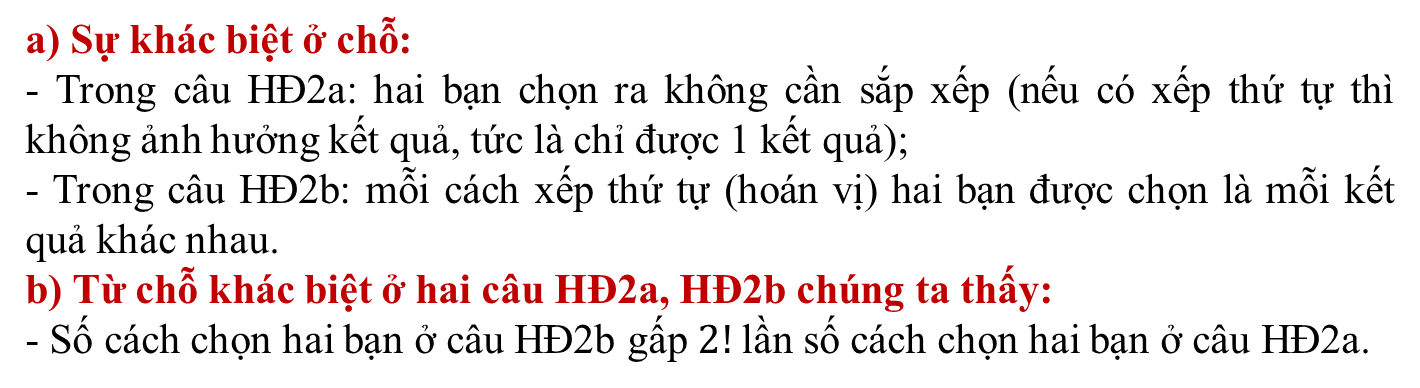 a) Sự khác biệt ở chỗ:
- Trong câu HĐ2a: hai bạn chọn ra không cần sắp xếp (nếu có xếp thứ tự thì
không ảnh hưởng kết quả, tức là chỉ được 1 kết quả);
- Trong câu HĐ2b: mỗi cách xếp thứ tự (hoán vị) hai bạn được chọn là mỗi kết
quả khác nhau.
b) Từ chỗ khác biệt ở hai câu HĐ2a, HĐ2b chúng ta thấy:
- Số cách chọn hai bạn ở câu HĐ2b gấp 2! lần số cách chọn hai bạn ở câu HĐ2a.